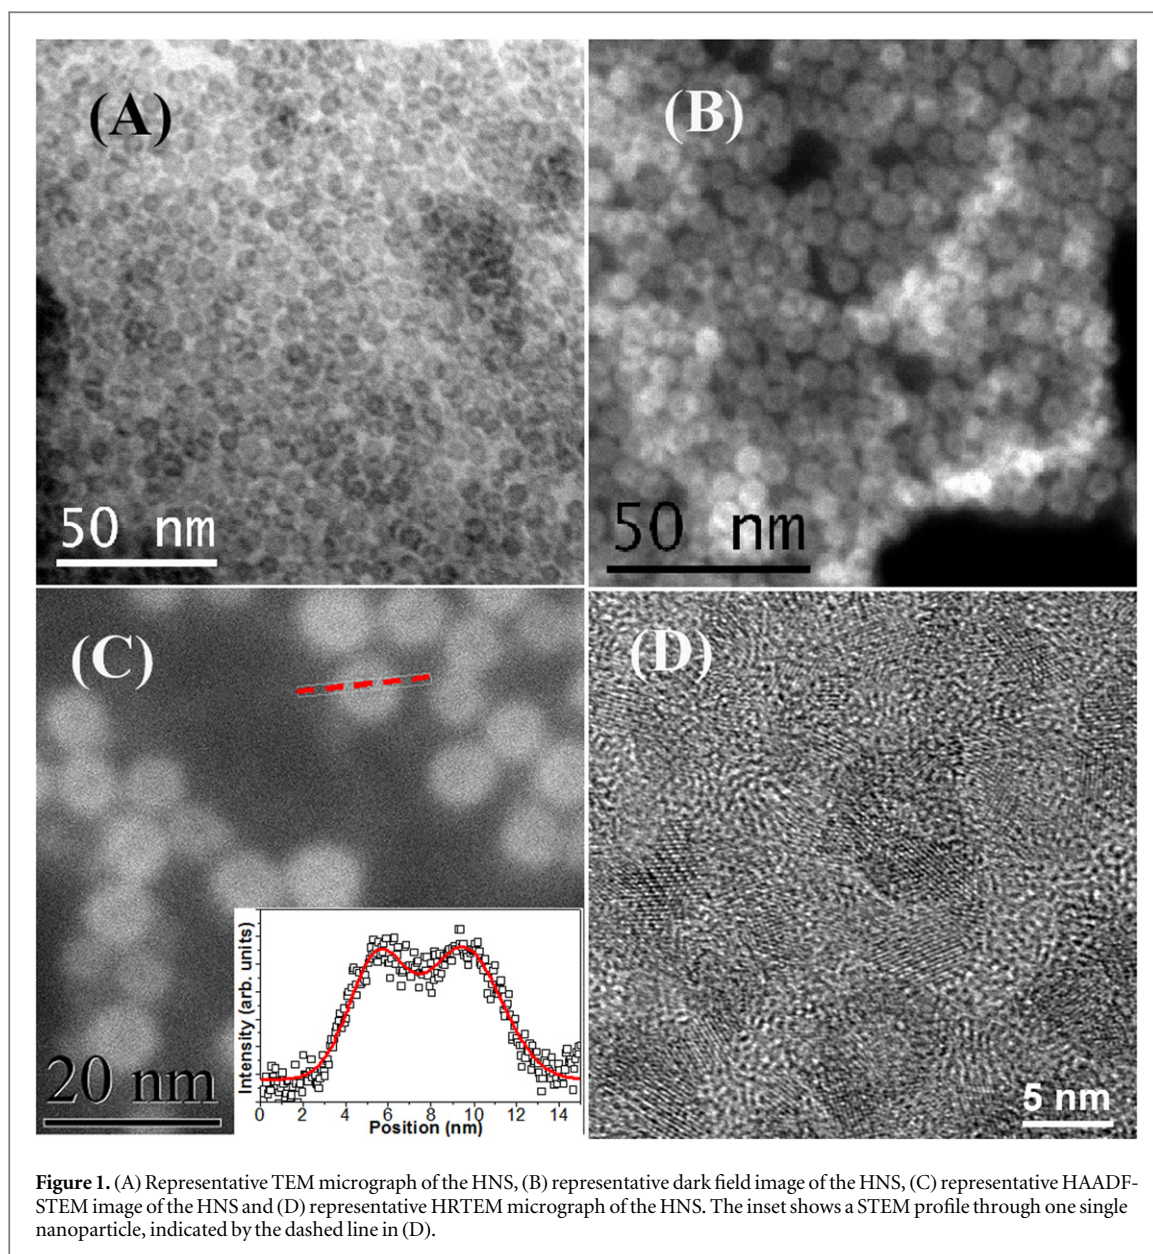 (A)
(B)
50 nm
50 nm
(C)
(D)
Intensity (arb. units)
0 2 4 6 8 10 12 14
Position (nm)
20 nm
5 nm
Figure 1. (A) Representative TEM micrograph of the HNS, (B) representative dark field image of the HNS, (C) representative HAADF-
STEM image of the HNS and (D) representative HRTEM micrograph of the HNS. The inset shows a STEM profile through one single
nanoparticle, indicated by the dashed line in (D).